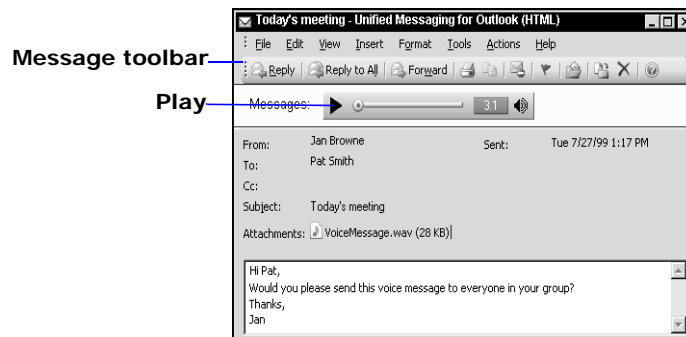 Today's meeting - Unified Messaging for Outlook (HTML)
File Edit View Insert Format Tools Actions Help
Message toolbar
Reply Reply to All Forward
Play
Messages: 3.1
From: Jan Browne Sent: Tue 7/27/99 1:17 PM
To: Pat Smith
Cc:
Subject: Today's meeting
Attachments: VoiceMessage.wav (28 KB)
Hi Pat,
Would you please send this voice message to everyone in your group?
Thanks,
Jan